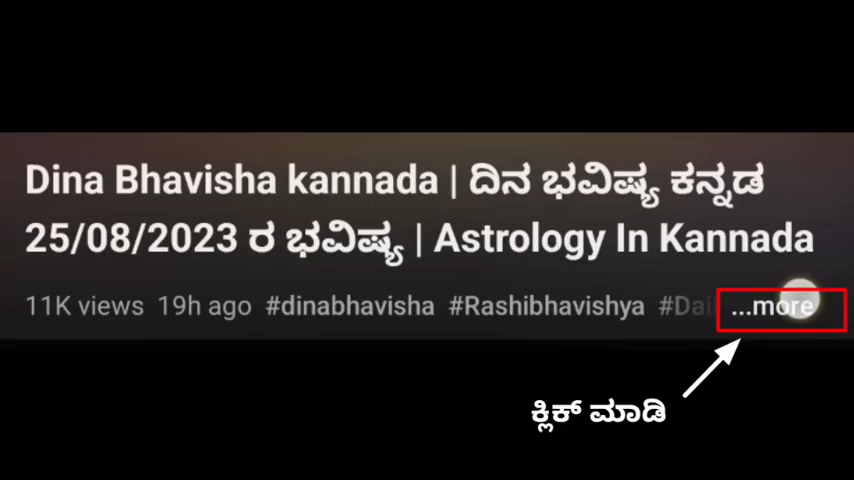 Dina Bhavisha kannada | ದಿನ ಭವಿಷ್ಯ ಕನ್ನಡ
25/08/2023 ರ ಭವಿಷ್ಯ | Astrology In Kannada
11K views 19h ago #dinabhavisha #Rashibhavishya #Dai ...more
ಕ್ಲಿಕ್ ಮಾಡಿ